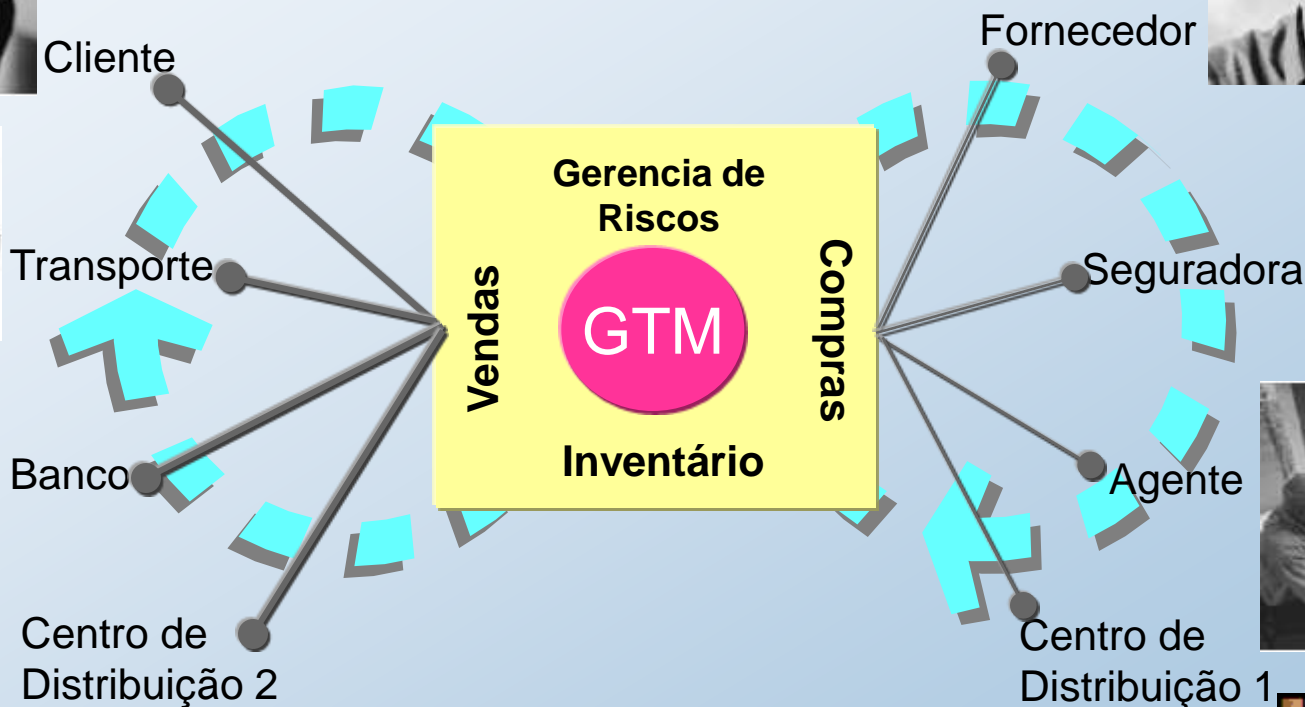 Cliente
Fornecedor
Gerencia de
Riscos
Transporte
Vendas
GTM
Compras
Seguradora
Inventário
Banco
Agente
Centro de
Distribuição 2
Centro de
Distribuição 1